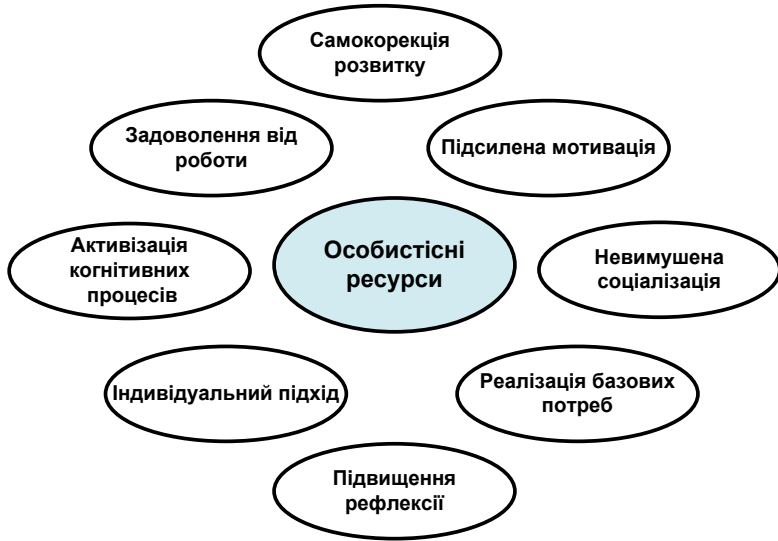 Самокорекція
розвитку
Задоволення від
роботи
Підсилена мотивація
Активізація
когнітивних
процесів
Особистісні
ресурси
Невимушена
соціалізація
Індивідуальний підхід
Реалізація базових
потреб
Підвищення
рефлексії